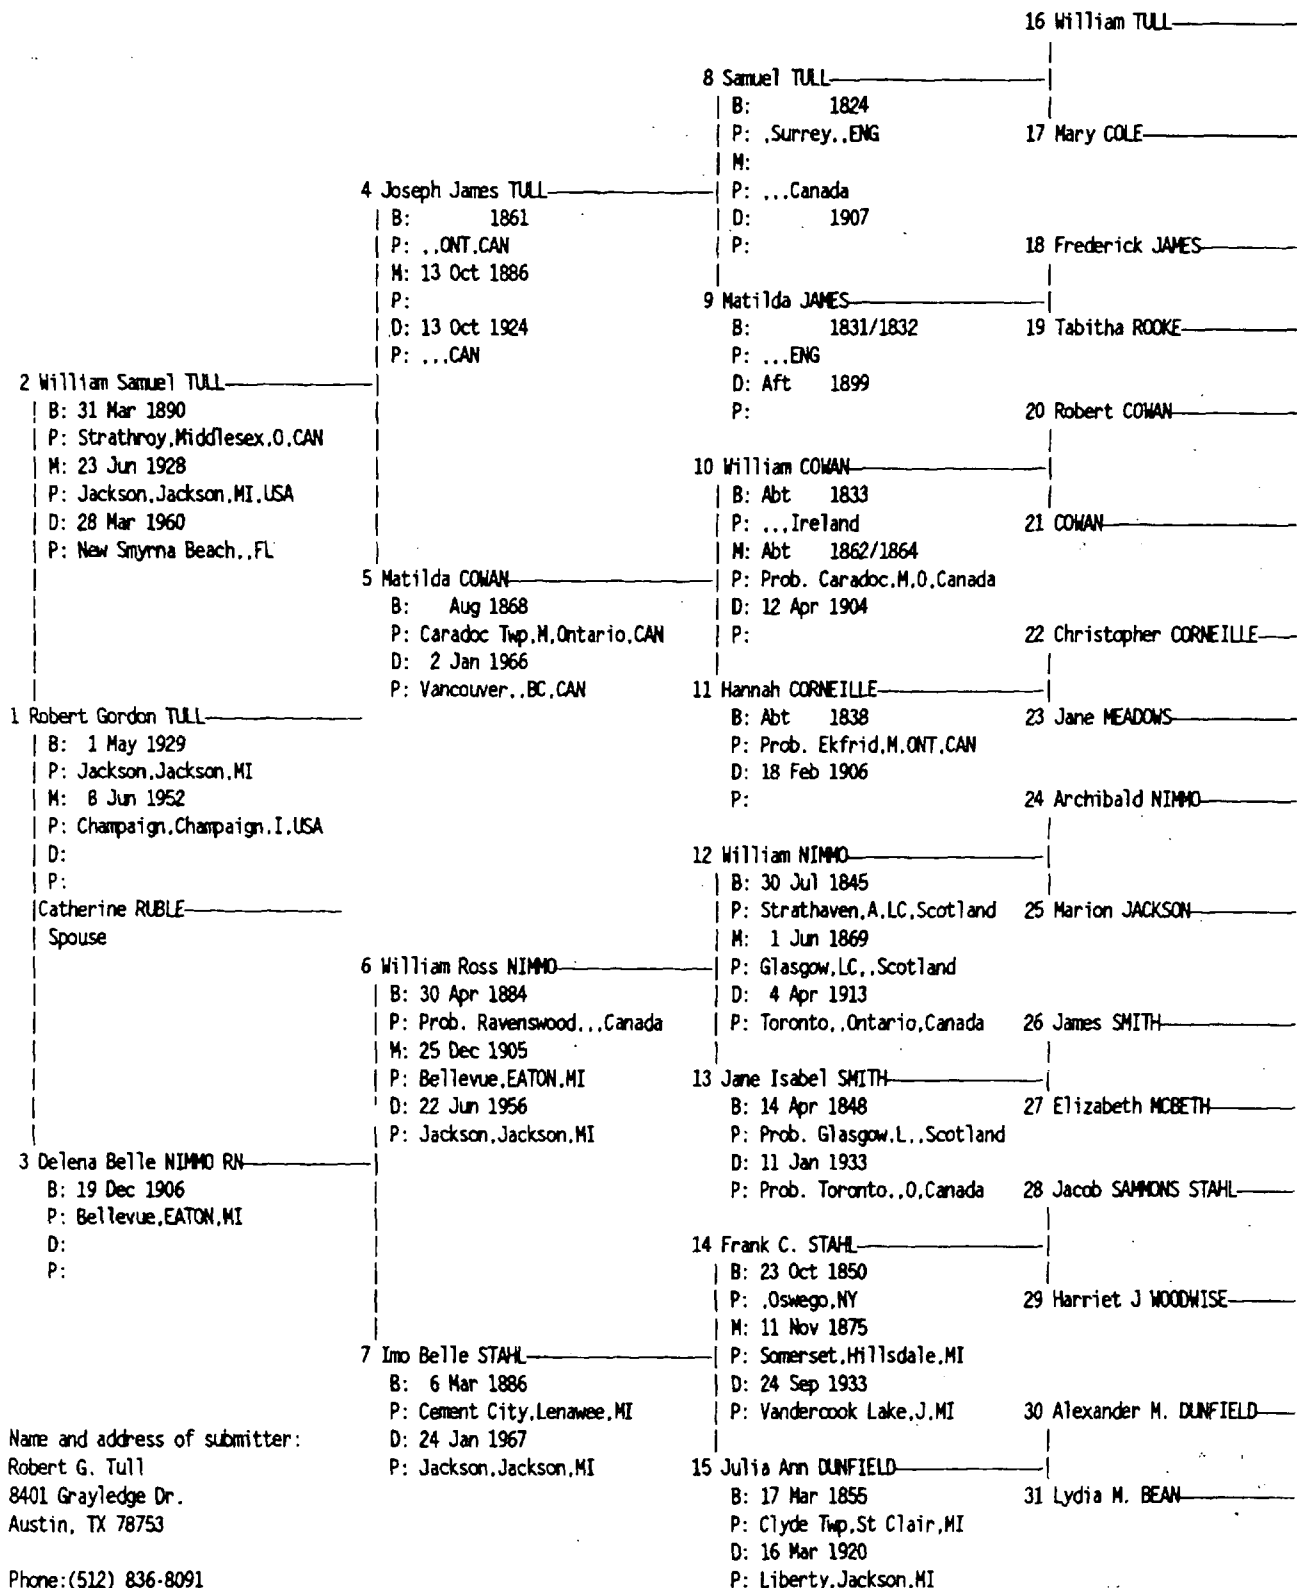 16 William TULL
8 Samuel TULL
B: 1824
P: ,Surrey,,ENG
M:
P: ...Canada
D: 1907
P:
17 Mary COLE
4 Joseph James TULL
B: 1861
P: ,,ONT,CAN
M: 13 Oct 1886
P:
D: 13 Oct 1924
P: ...CAN
18 Frederick JAMES
9 Matilda JAMES
B: 1831/1832
P: ...ENG
D: Aft 1899
P:
19 Tabitha ROOKE
2 William Samuel TULL
B: 31 Mar 1890
P: Strathroy,Middlesex,O,CAN
M: 23 Jun 1928
P: Jackson,Jackson,MI,USA
D: 28 Mar 1960
P: New Smyrna Beach,,FL
20 Robert COWAN
10 William COWAN
B: Abt 1833
P: ...Ireland
M: Abt 1862/1864
P: Prob. Caradoc,M,O,Canada
D: 12 Apr 1904
P:
21 COWAN
5 Matilda COWAN
B: Aug 1868
P: Caradoc Twp,M,Ontario,CAN
D: 2 Jan 1966
P: Vancouver,,BC,CAN
22 Christopher CORNEILLE
11 Hannah CORNEILLE
B: Abt 1838
P: Prob. Ekfrid,M,ONT,CAN
D: 18 Feb 1906
P:
23 Jane MEADOWS
1 Robert Gordon TULL
B: 1 May 1929
P: Jackson,Jackson,MI
M: 8 Jun 1952
P: Champaign,Champaign,I,USA
D:
P:
Catherine RUBLE
Spouse
24 Archibald NIMMO
12 William NIMMO
B: 30 Jul 1845
P: Strathaven,A,LC,Scotland
M: 1 Jun 1869
P: Glasgow,LC,,Scotland
D: 4 Apr 1913
P: Toronto,,Ontario,Canada
25 Marion JACKSON
6 William Ross NIMMO
B: 30 Apr 1884
P: Prob. Ravenswood,,,Canada
M: 25 Dec 1905
P: Bellevue,EATON,MI
D: 22 Jun 1956
P: Jackson,Jackson,MI
26 James SMITH
13 Jane Isabel SMITH
B: 14 Apr 1848
P: Prob. Glasgow,L,,Scotland
D: 11 Jan 1933
P: Prob. Toronto,,O,Canada
27 Elizabeth MCBETH
3 Delena Belle NIMMO RN
B: 19 Dec 1906
P: Bellevue,EATON,MI
D:
P:
28 Jacob SAMMONS STAHL
14 Frank C. STAHL
B: 23 Oct 1850
P: ,Oswego,NY
M: 11 Nov 1875
P: Somerset,Hillsdale,MI
D: 24 Sep 1933
P: Vandercook Lake,J,MI
29 Harriet J WOODWISE
7 Imo Belle STAHL
B: 6 Mar 1886
P: Cement City,Lenawee,MI
D: 24 Jan 1967
P: Jackson,Jackson,MI
30 Alexander M. DUNFIELD
15 Julia Ann DUNFIELD
B: 17 Mar 1855
P: Clyde Twp,St Clair,MI
D: 16 Mar 1920
P: Liberty,Jackson,MI
31 Lydia M. BEAN
Name and address of submitter:
Robert G. Tull
8401 Grayledge Dr.
Austin, TX 78753
Phone:(512) 836-8091